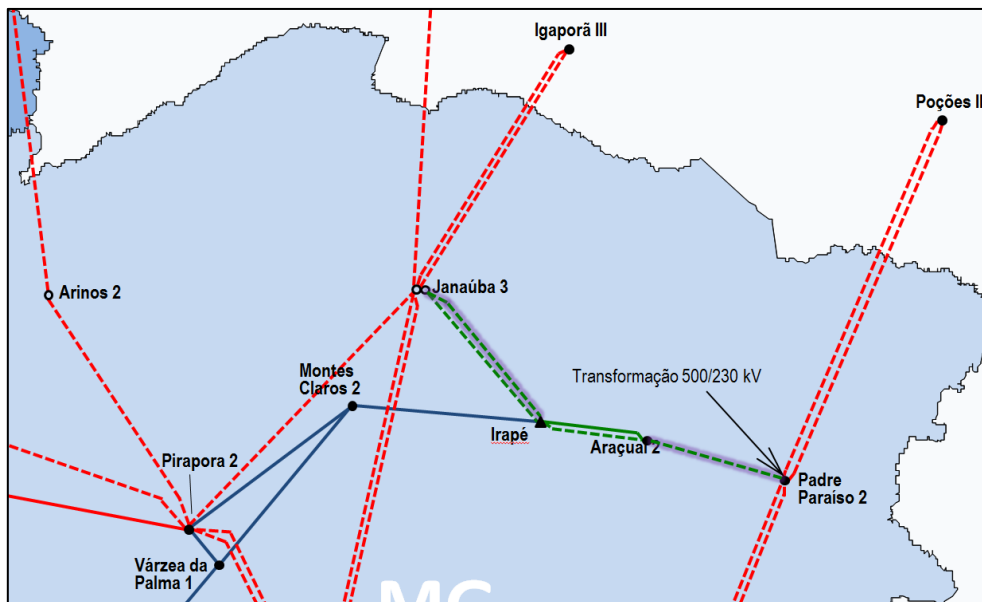 Igaporã III
Poções II
Arinos 2
Janaúba 3
Montes
Claros 2
Transformação 500/230 kV
Irapé
Araçuaí 2
Pirapora 2
Padre
Paraíso 2
Várzea da
Palma 1
MG